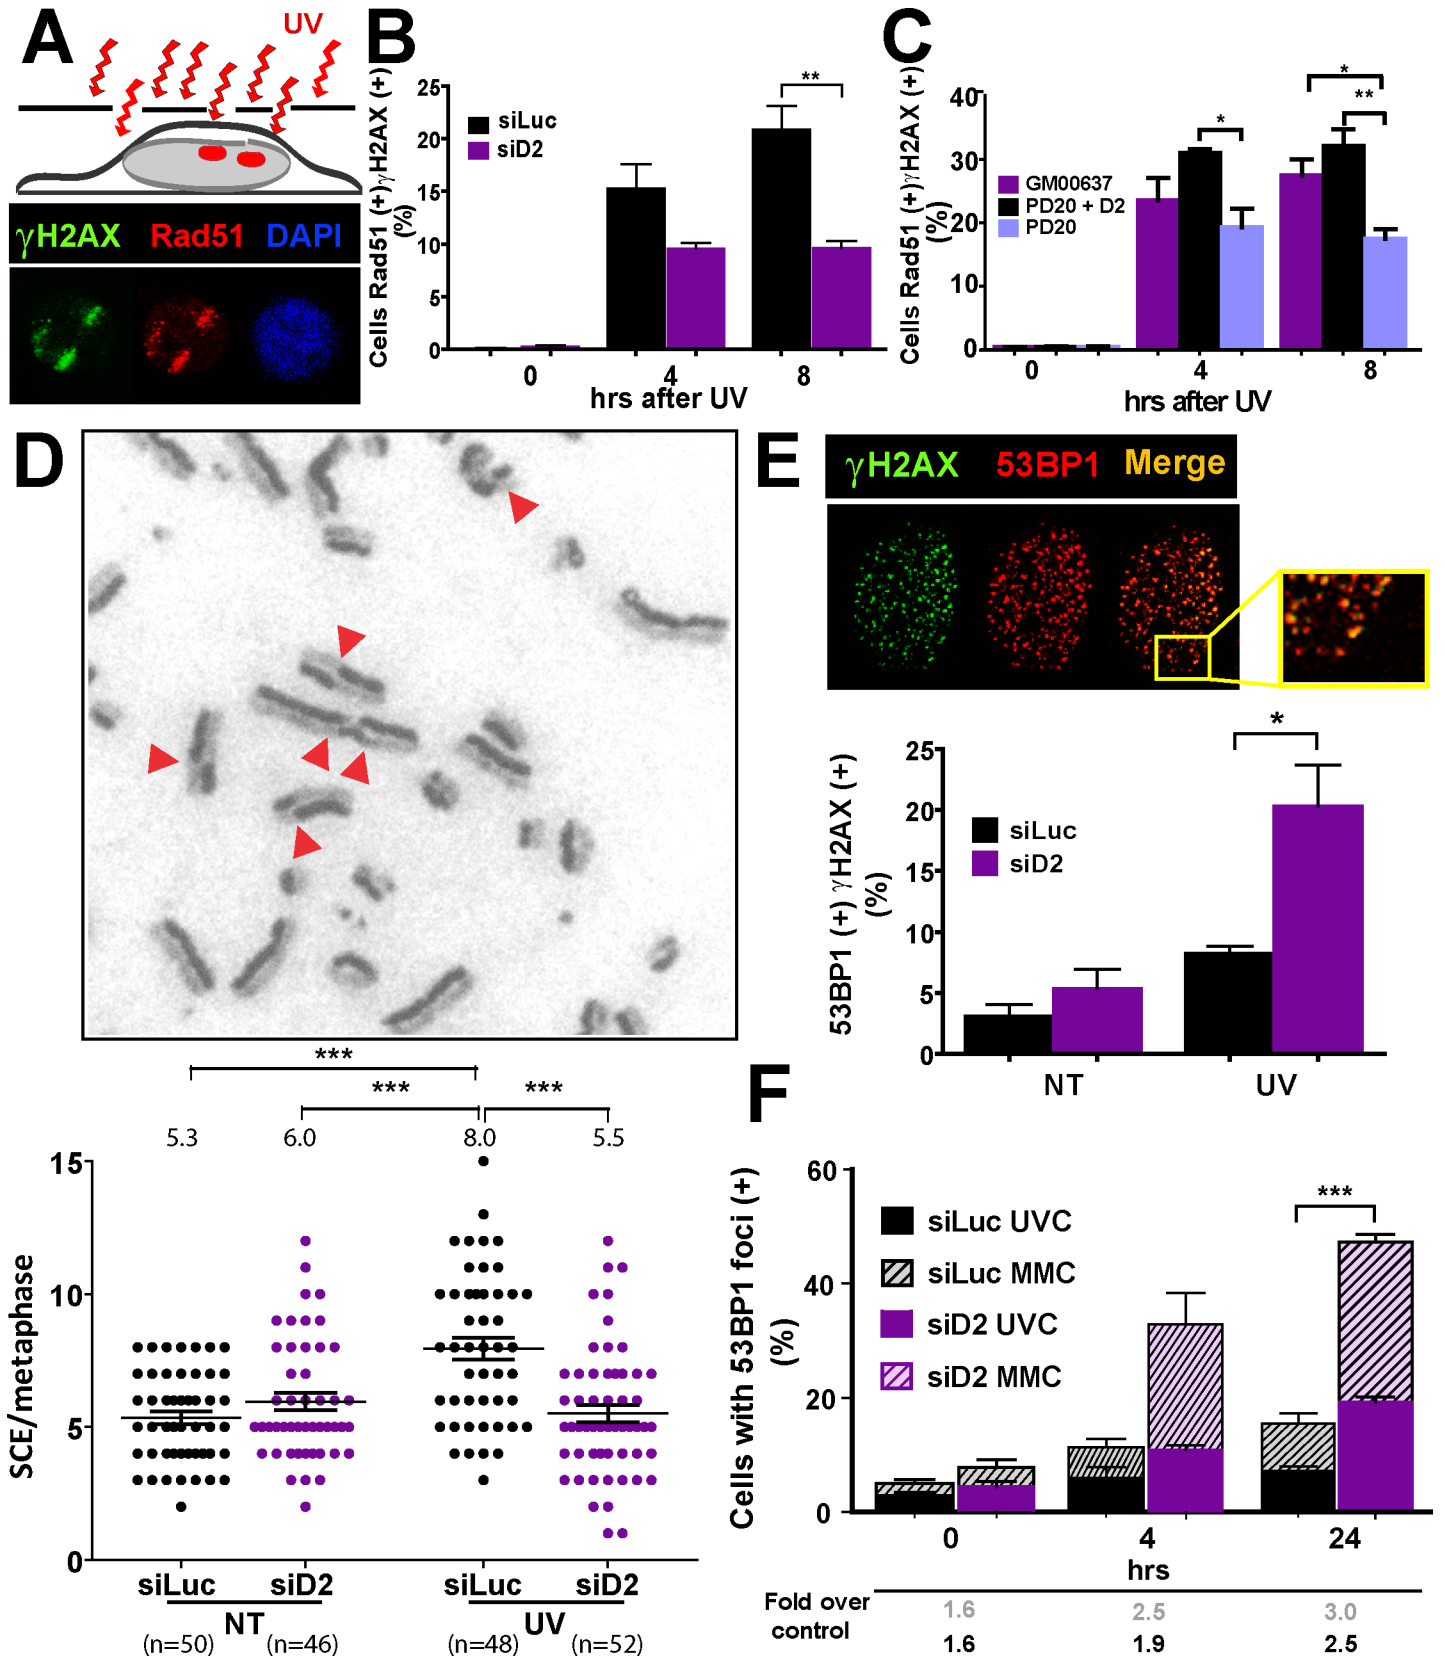 A
UV
γH2AX Rad51 DAPI
B
Cells Rad51 (+)γH2AX (+)
(%)
25
20
15
10
5
0
siLuc
siD2
**
0 4 8
hrs after UV
C
Cells Rad51 (+)γH2AX (+)
(%)
40
30
20
10
0
GM00637
PD20 + D2
PD20
*
*
**
0 4 8
hrs after UV
D
***
*** ***
5.3 6.0 8.0 5.5
SCE/metaphase
15
10
5
0
siLuc siD2 siLuc siD2
NT UV
(n=50) (n=46) (n=48) (n=52)
E
γH2AX 53BP1 Merge
53BP1 (+) γH2AX (+)
(%)
25
20
15
10
5
0
siLuc
siD2
*
NT UV
F
Cells with 53BP1 foci (+)
(%)
60
40
20
0
siLuc UVC
siLuc MMC
siD2 UVC
siD2 MMC
***
0 4 24
hrs
Fold over
control
1.6 2.5 3.0
1.6 1.9 2.5